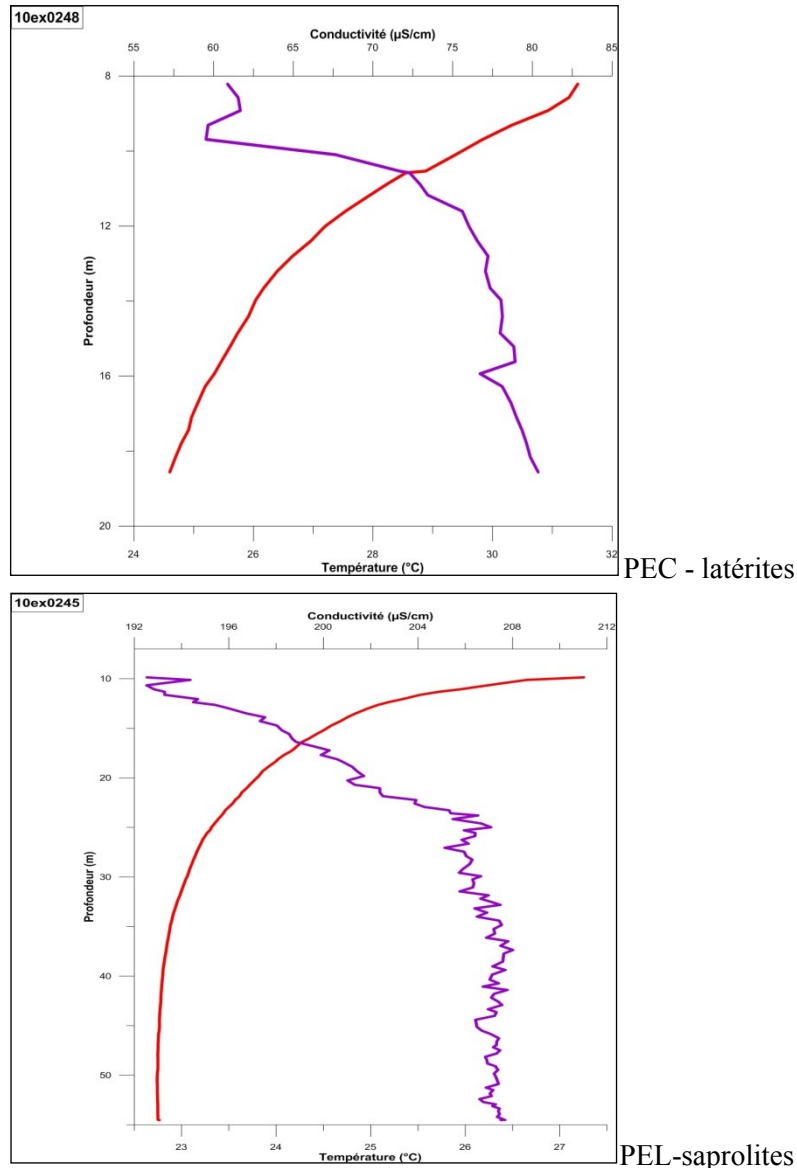 10ex0248
Conductivité (µS/cm)
55 60 65 70 75 80 85
8
12
16
20
Profondeur (m)
24 26 28 30 32
Température (°C)
PEC - latérites
10ex0245
Conductivité (µS/cm)
192 196 200 204 208 212
10
20
30
40
50
Profondeur (m)
23 24 25 26 27
Température (°C)
PEL-saprolites